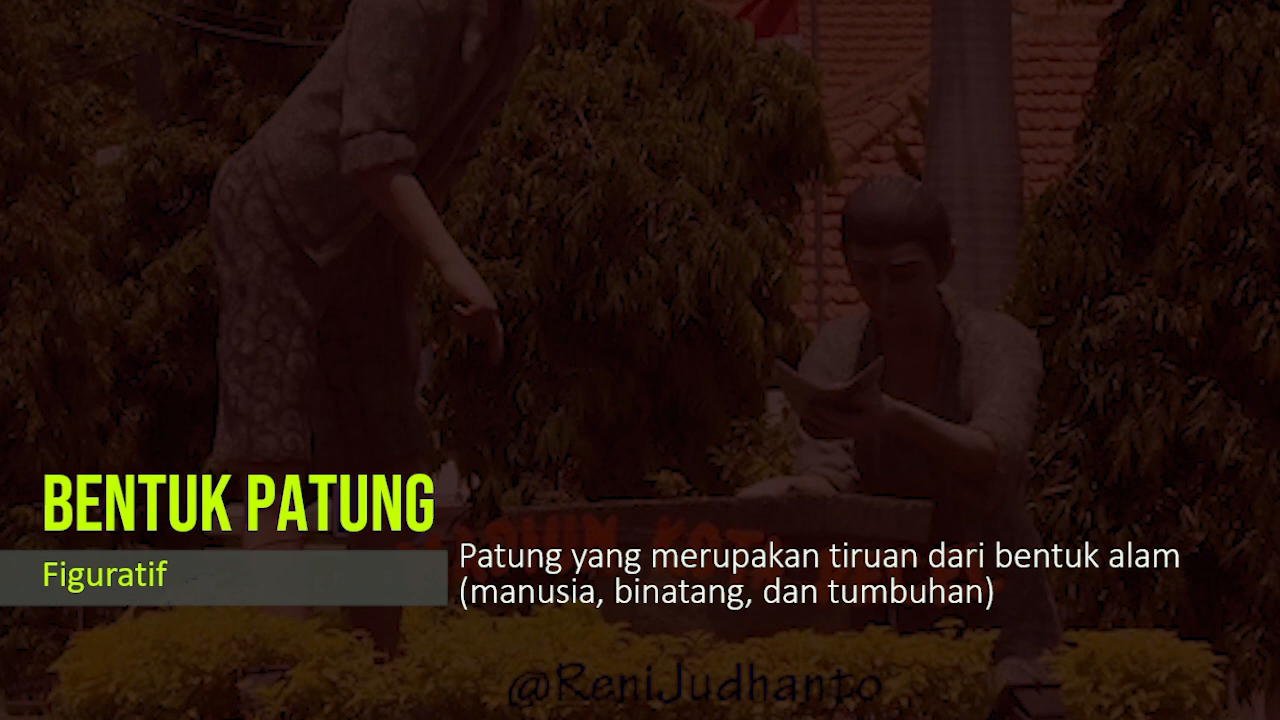 BENTUK PATUNG
Figuratif
Patung yang merupakan tiruan dari bentuk alam
(manusia, binatang, dan tumbuhan)
@ReniJudhanto